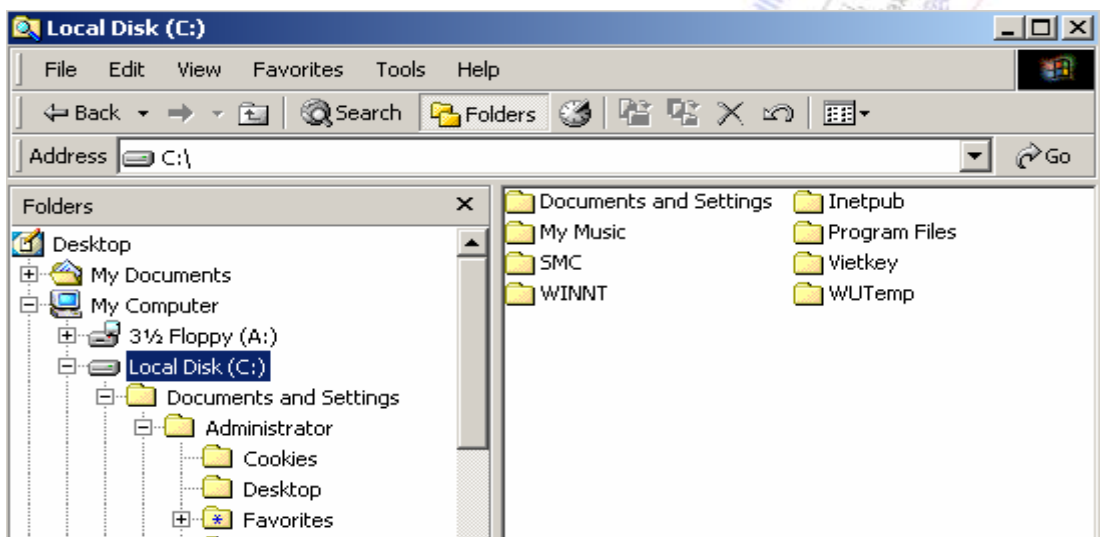 Local Disk (C:)
File Edit View Favorites Tools Help
Back Search Folders
Address C:\ Go
Folders
Desktop
My Documents
My Computer
3½ Floppy (A:)
Local Disk (C:)
Documents and Settings
Administrator
Cookies
Desktop
Favorites
Documents and Settings Inetpub
My Music Program Files
SMC Vietkey
WINNT WUTemp